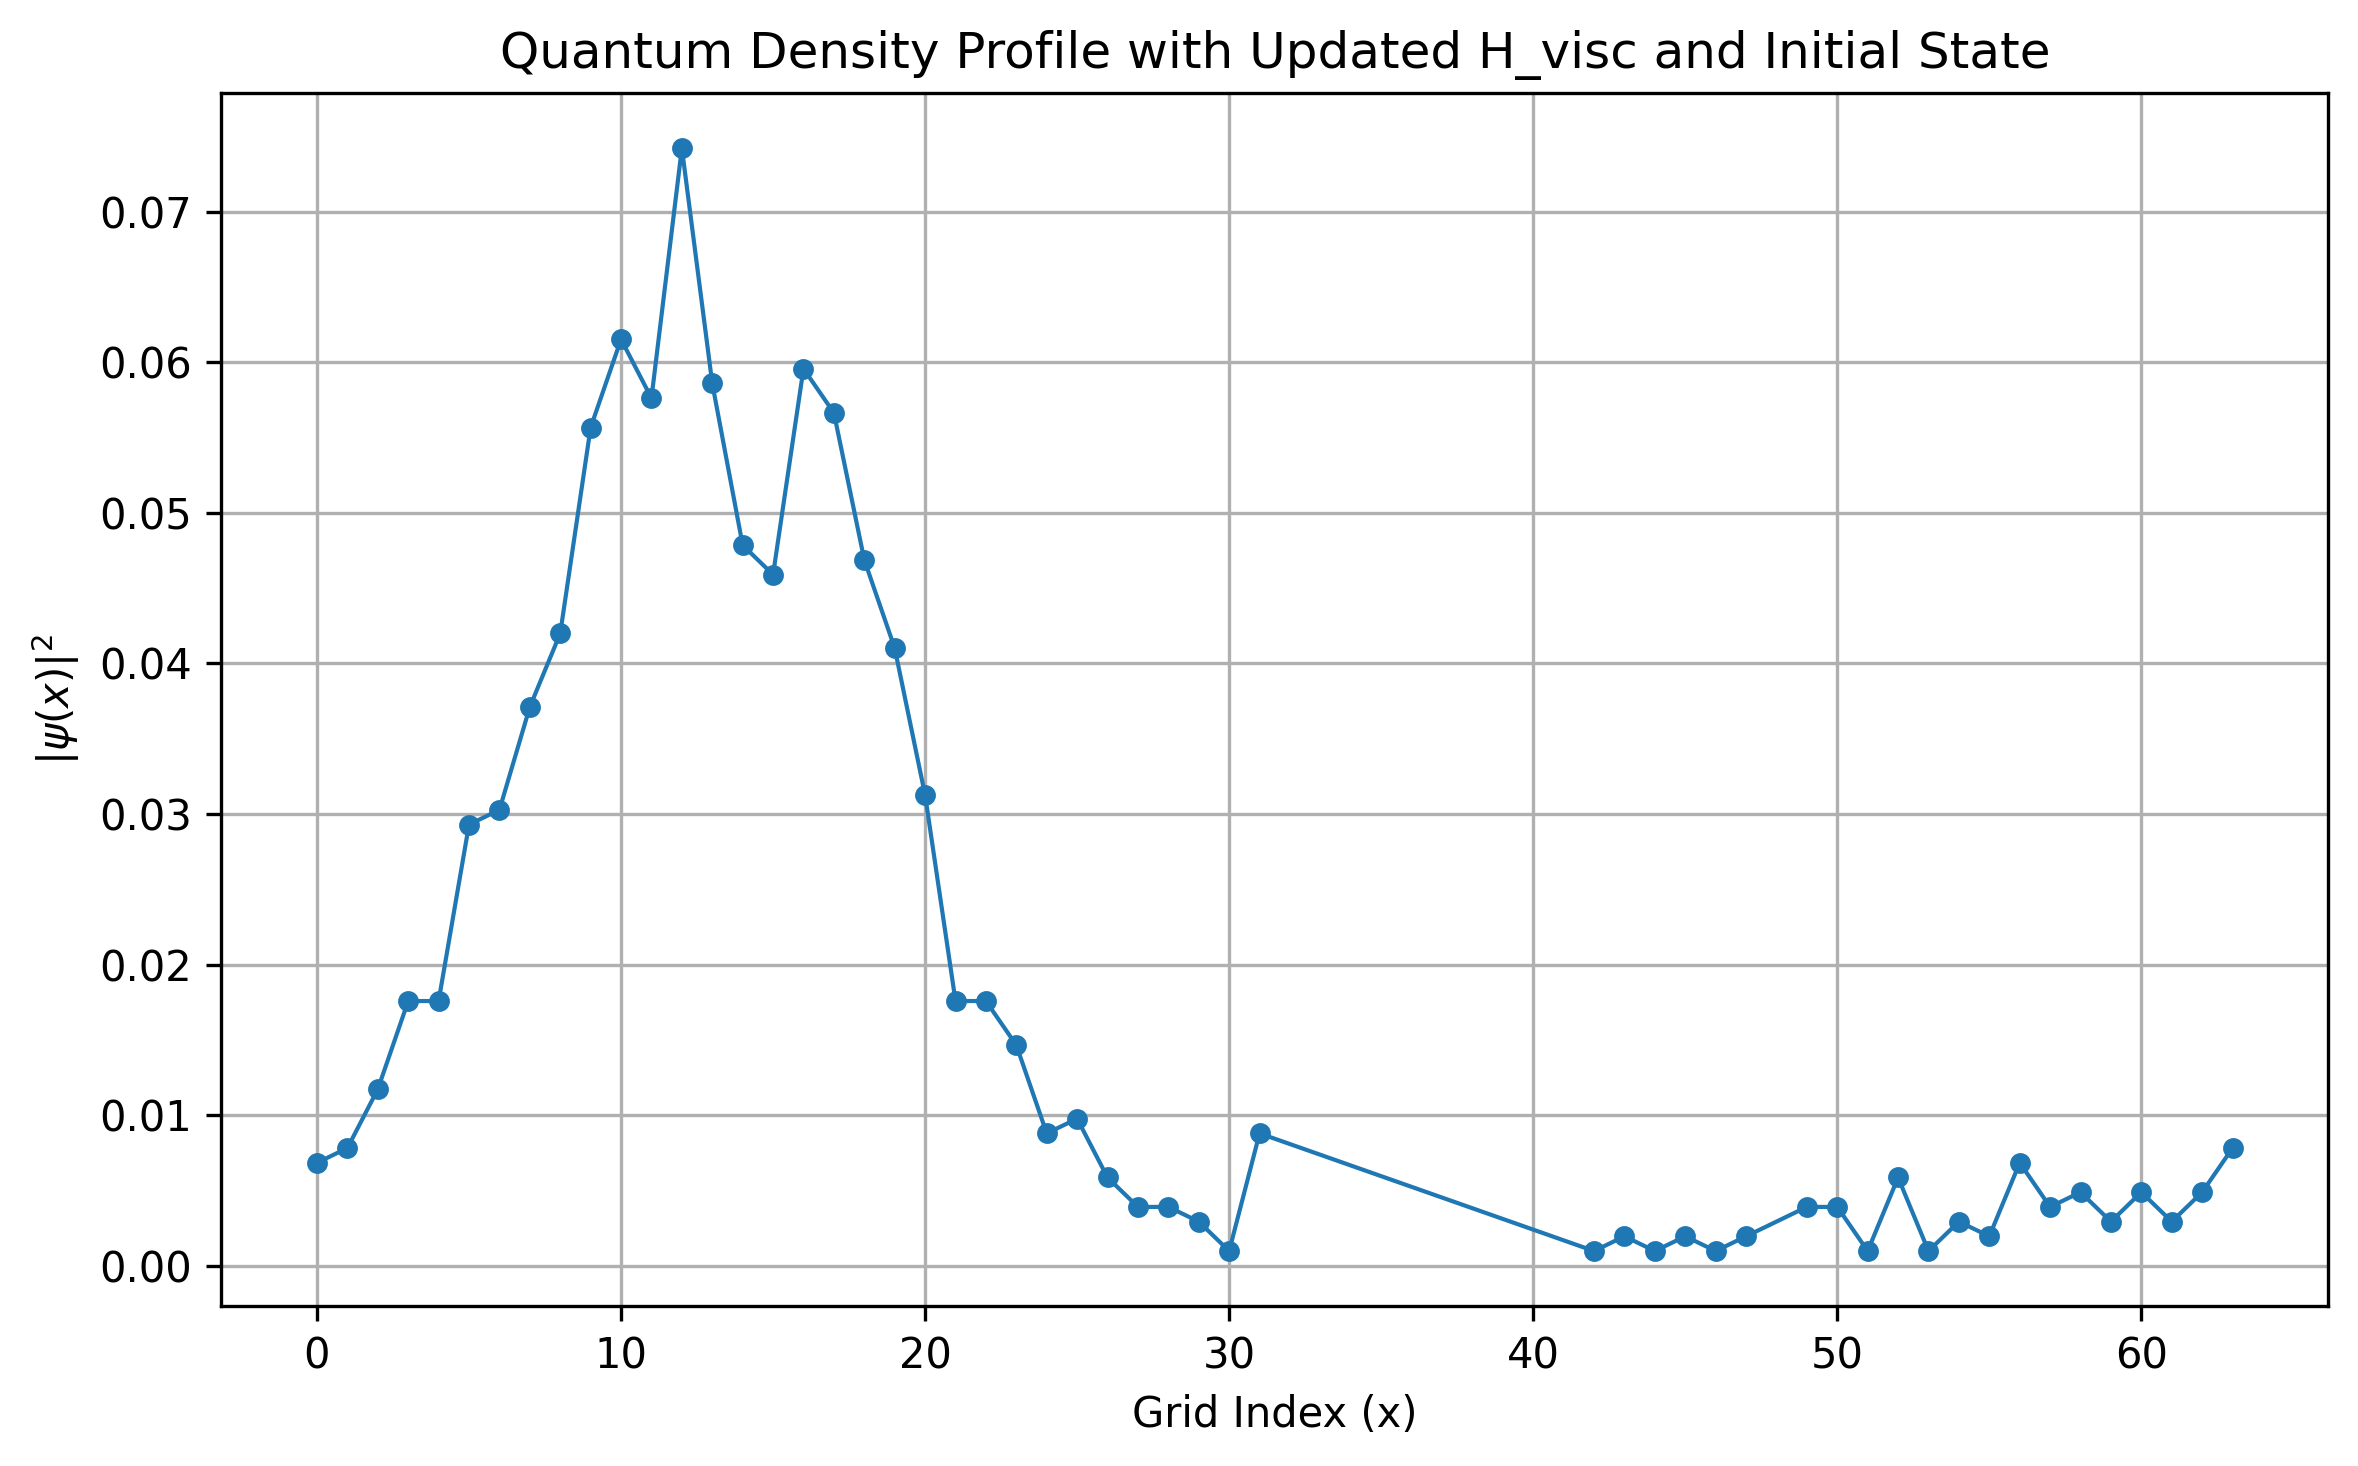 Quantum Density Profile with Updated H_visc and Initial State
0.07
0.06
0.05
0.04
0.03
0.02
0.01
0.00
|ψ(x)|²
0 10 20 30 40 50 60
Grid Index (x)